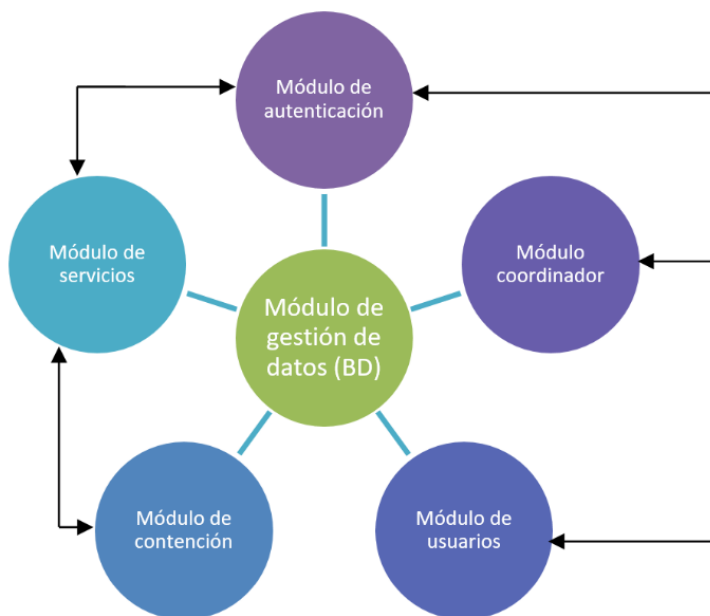 Módulo de
autenticación
Módulo de
servicios
Módulo
coordinador
Módulo de
gestión de
datos (BD)
Módulo de
contención
Módulo de
usuarios